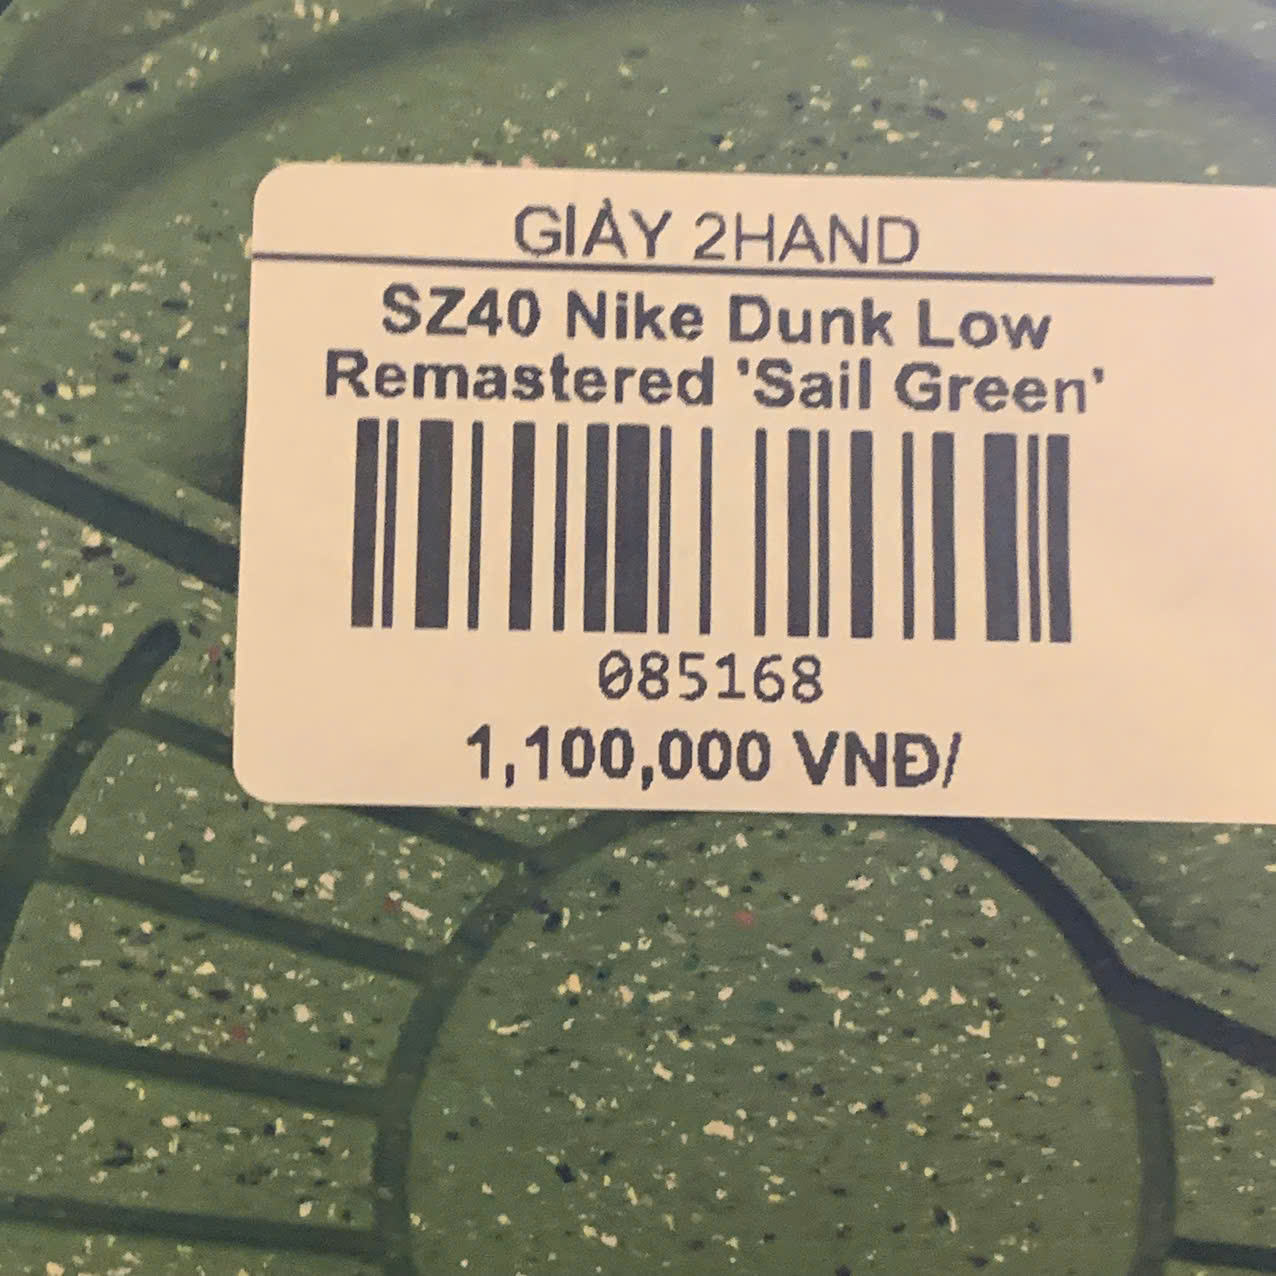 GIÀY 2HAND
SZ40 Nike Dunk Low
Remastered 'Sail Green'
085168
1,100,000 VNĐ/